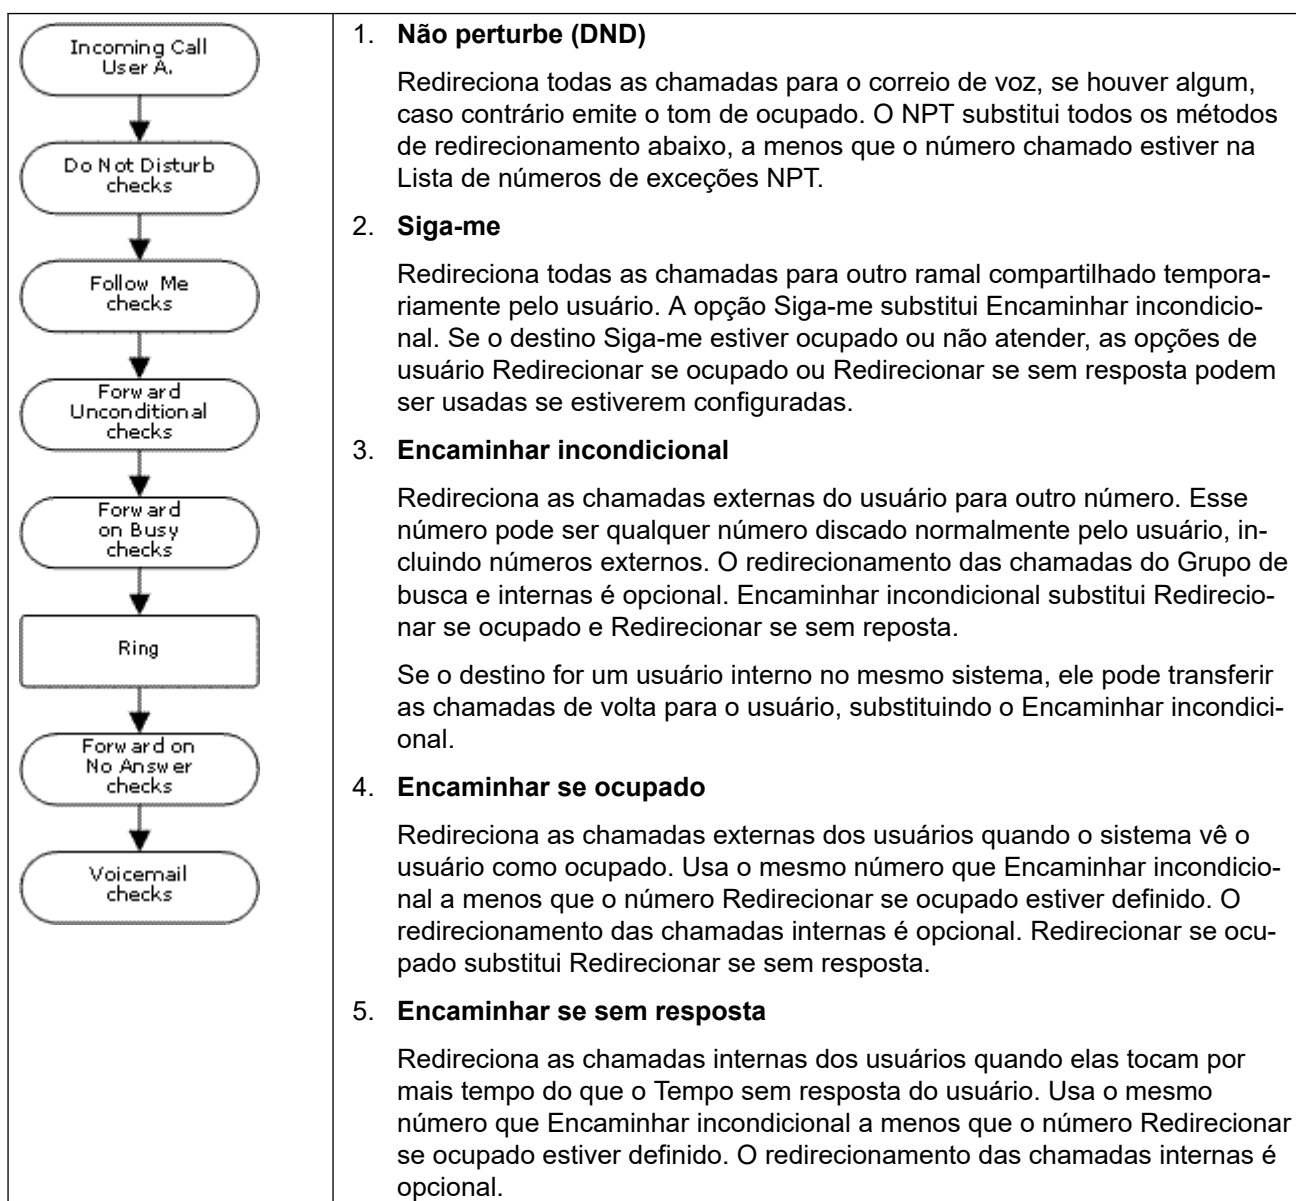 Incoming Call
User A.
Do Not Disturb
checks
Follow Me
checks
Forward
Unconditional
checks
Forward
on Busy
checks
Ring
Forward on
No Answer
checks
Voicemail
checks
1. Não perturbe (DND)
Redireciona todas as chamadas para o correio de voz, se houver algum,
caso contrário emite o tom de ocupado. O NPT substitui todos os métodos
de redirecionamento abaixo, a menos que o número chamado estiver na
Lista de números de exceções NPT.
2. Siga-me
Redireciona todas as chamadas para outro ramal compartilhado tempora-
riamente pelo usuário. A opção Siga-me substitui Encaminhar incondicio-
nal. Se o destino Siga-me estiver ocupado ou não atender, as opções de
usuário Redirecionar se ocupado ou Redirecionar se sem resposta podem
ser usadas se estiverem configuradas.
3. Encaminhar incondicional
Redireciona as chamadas externas do usuário para outro número. Esse
número pode ser qualquer número discado normalmente pelo usuário, in-
cluindo números externos. O redirecionamento das chamadas do Grupo de
busca e internas é opcional. Encaminhar incondicional substitui Redirecio-
nar se ocupado e Redirecionar se sem reposta.
Se o destino for um usuário interno no mesmo sistema, ele pode transferir
as chamadas de volta para o usuário, substituindo o Encaminhar incondici-
onal.
4. Encaminhar se ocupado
Redireciona as chamadas externas dos usuários quando o sistema vê o
usuário como ocupado. Usa o mesmo número que Encaminhar incondicio-
nal a menos que o número Redirecionar se ocupado estiver definido. O
redirecionamento das chamadas internas é opcional. Redirecionar se ocu-
pado substitui Redirecionar se sem resposta.
5. Encaminhar se sem resposta
Redireciona as chamadas internas dos usuários quando elas tocam por
mais tempo do que o Tempo sem resposta do usuário. Usa o mesmo
número que Encaminhar incondicional a menos que o número Redirecionar
se ocupado estiver definido. O redirecionamento das chamadas internas é
opcional.